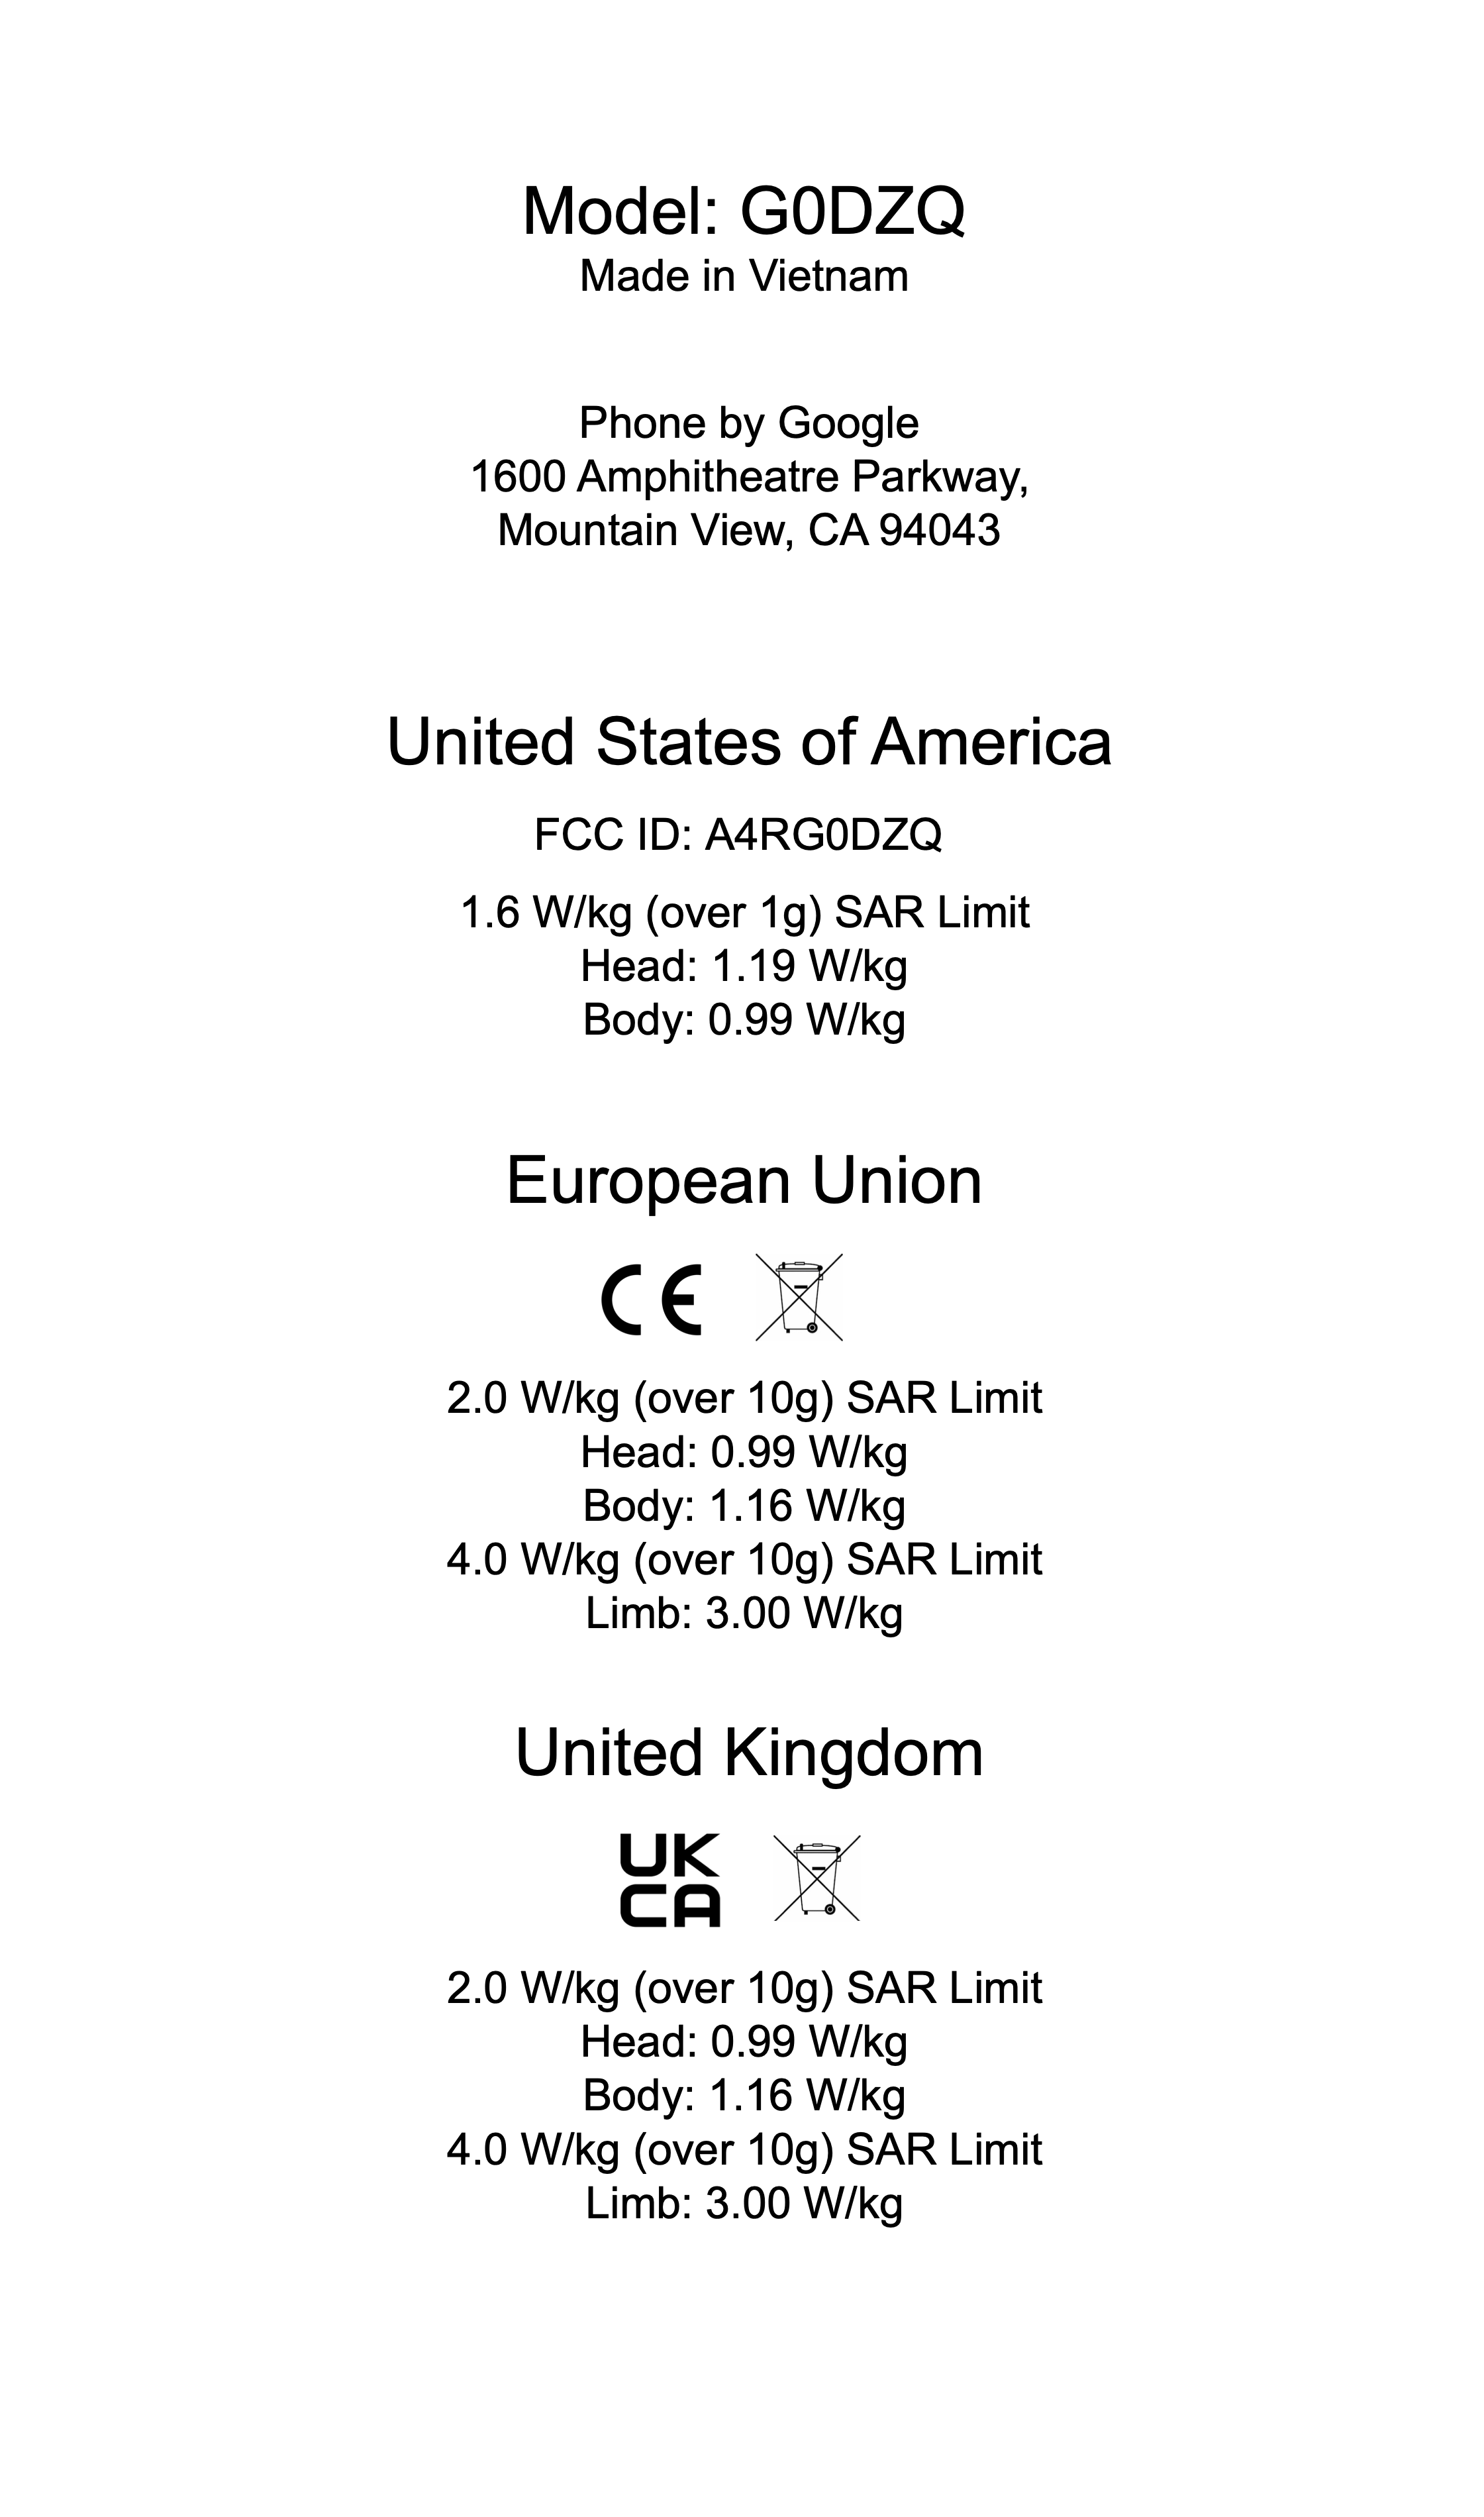 Model: G0DZQ
Made in Vietnam
Phone by Google
1600 Amphitheatre Parkway,
Mountain View, CA 94043
United States of America
FCC ID: A4RG0DZQ
1.6 W/kg (over 1g) SAR Limit
Head: 1.19 W/kg
Body: 0.99 W/kg
European Union
CE
2.0 W/kg (over 10g) SAR Limit
Head: 0.99 W/kg
Body: 1.16 W/kg
4.0 W/kg (over 10g) SAR Limit
Limb: 3.00 W/kg
United Kingdom
UK
CA
2.0 W/kg (over 10g) SAR Limit
Head: 0.99 W/kg
Body: 1.16 W/kg
4.0 W/kg (over 10g) SAR Limit
Limb: 3.00 W/kg